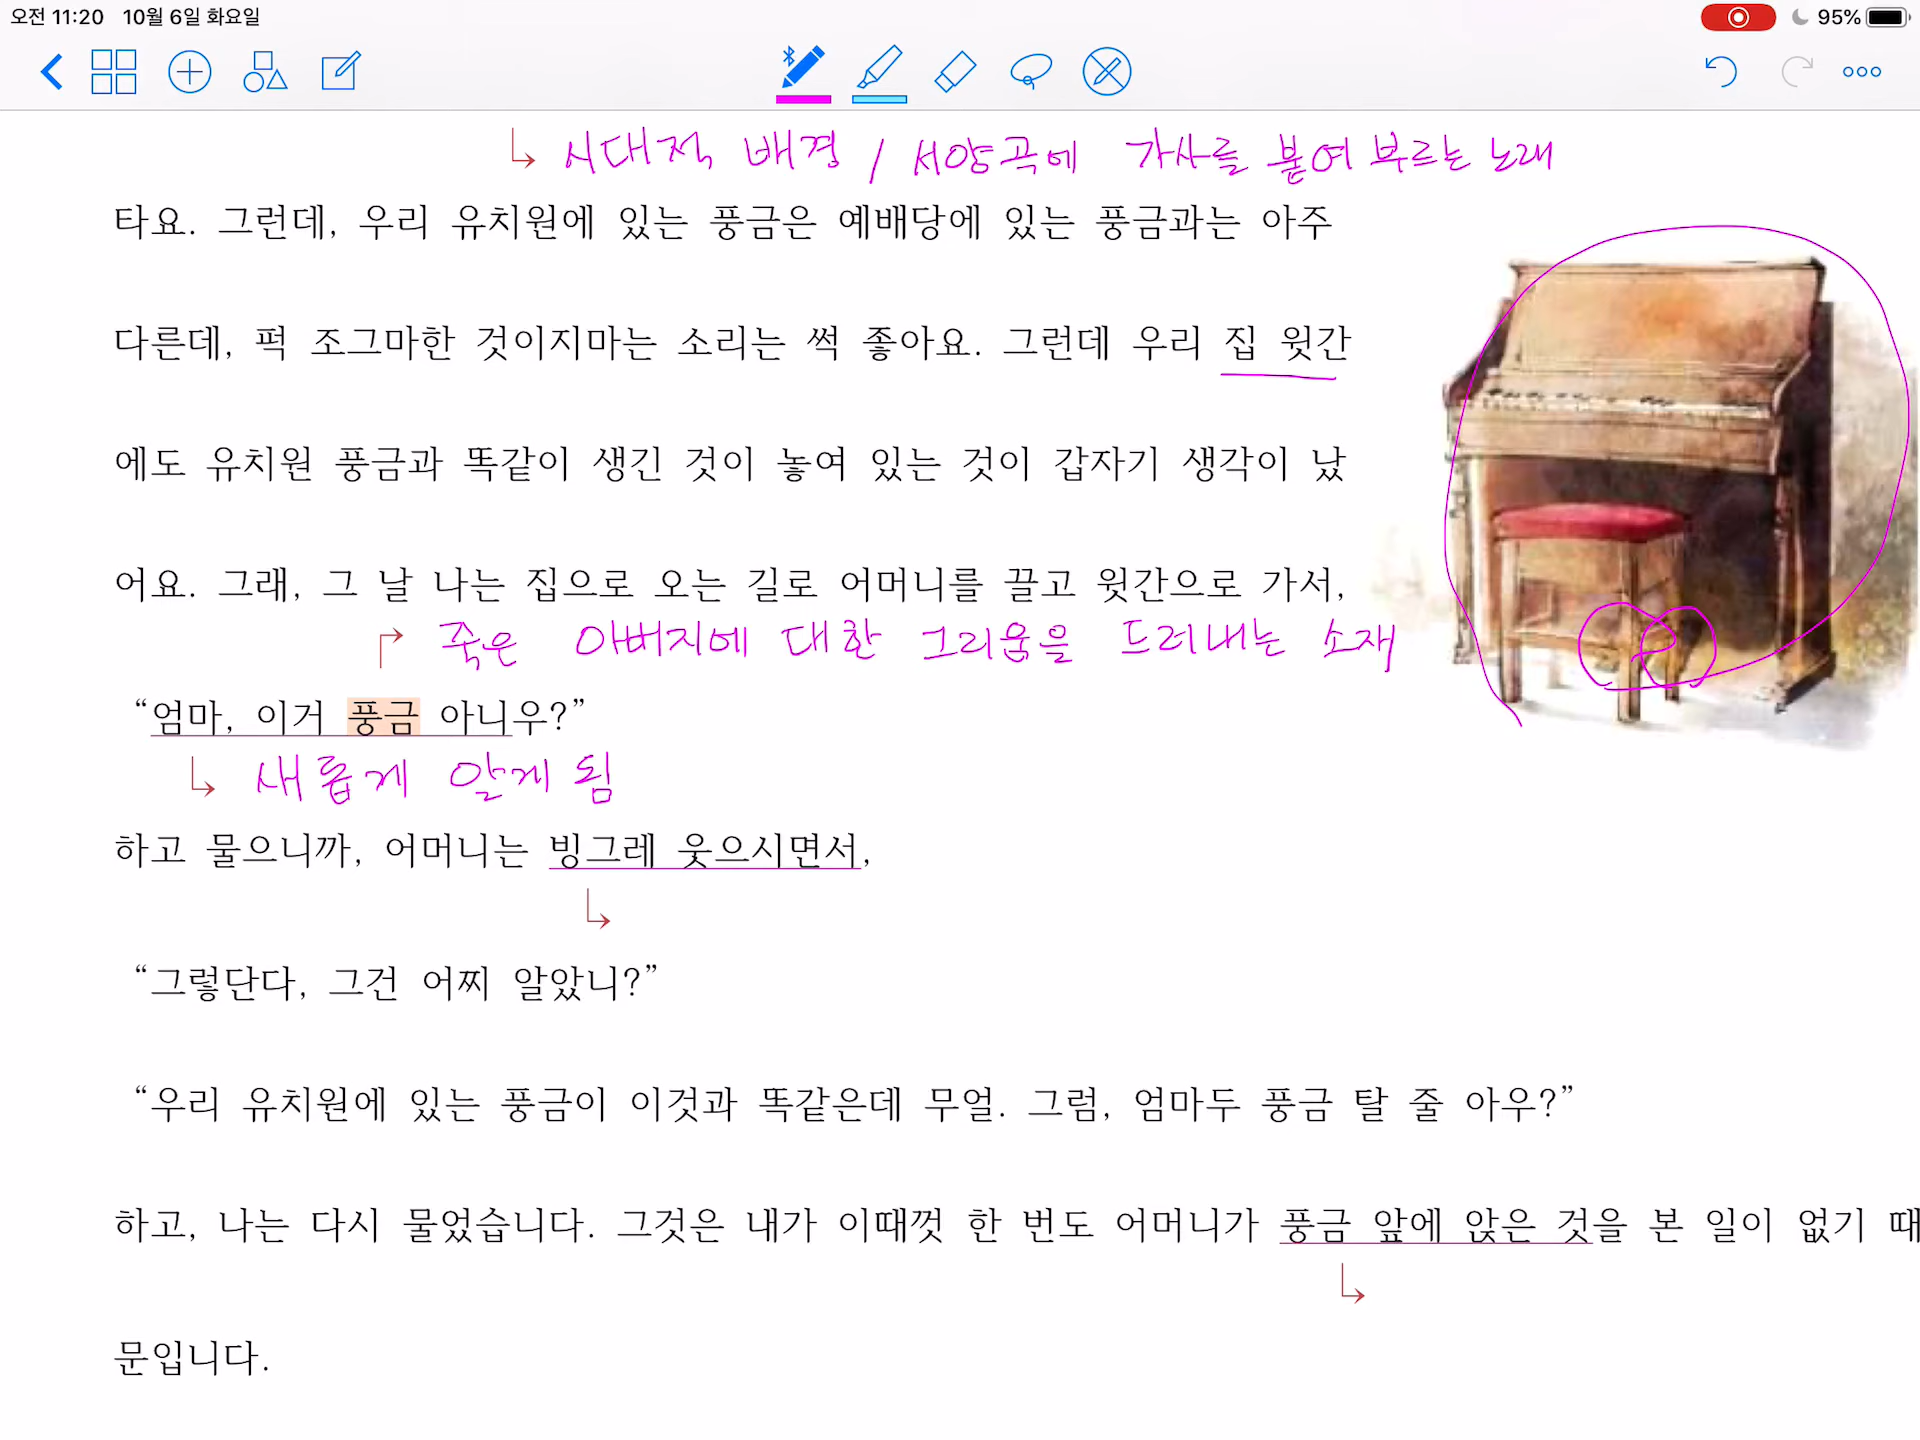 오전 11:20 10월 6일 화요일
95%
시대적 배경 / 서양곡에 가사를 붙여 부르는 노래
타요. 그런데, 우리 유치원에 있는 풍금은 예배당에 있는 풍금과는 아주
다른데, 퍽 조그마한 것이지마는 소리는 썩 좋아요. 그런데 우리 집 윗간
에도 유치원 풍금과 똑같이 생긴 것이 놓여 있는 것이 갑자기 생각이 났
어요. 그래, 그 날 나는 집으로 오는 길로 어머니를 끌고 윗간으로 가서,
죽은 아버지에 대한 그리움을 드러내는 소재
“엄마, 이거 풍금 아니우?”
새롭게 알게 됨
하고 물으니까, 어머니는 빙그레 웃으시면서,
“그렇단다, 그건 어찌 알았니?”
“우리 유치원에 있는 풍금이 이것과 똑같은데 무얼. 그럼, 엄마두 풍금 탈 줄 아우?”
하고, 나는 다시 물었습니다. 그것은 내가 이때껏 한 번도 어머니가 풍금 앞에 앉은 것을 본 일이 없기 때
문입니다.